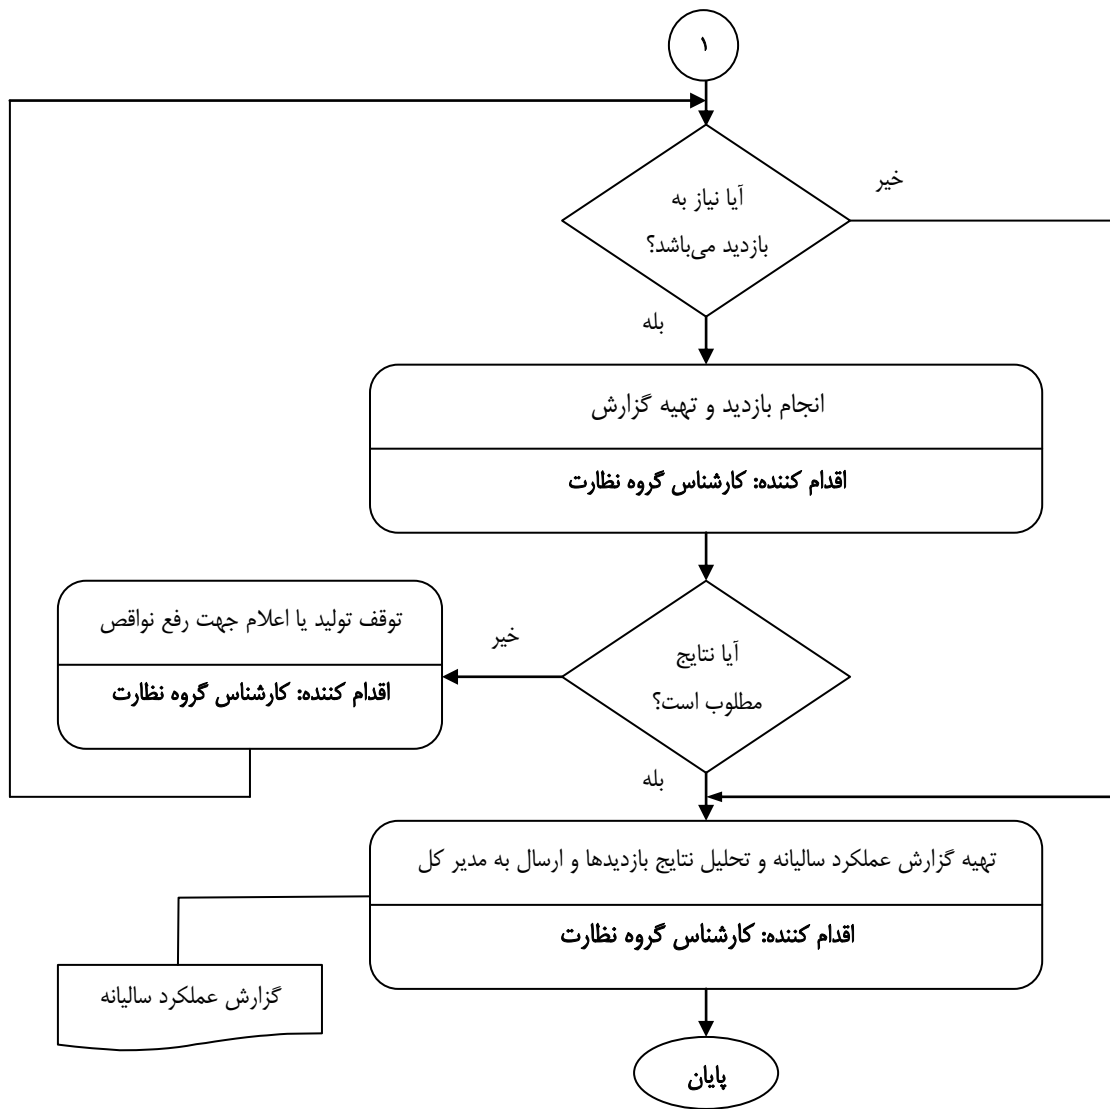 ۱
آیا نیاز به
بازدید می‌باشد؟
خیر
بله
انجام بازدید و تهیه گزارش
اقدام کننده: کارشناس گروه نظارت
آیا نتایج
مطلوب است؟
خیر
توقف تولید یا اعلام جهت رفع نواقص
اقدام کننده: کارشناس گروه نظارت
بله
تهیه گزارش عملکرد سالیانه و تحلیل نتایج بازدیدها و ارسال به مدیر کل
اقدام کننده: کارشناس گروه نظارت
گزارش عملکرد سالیانه
پایان